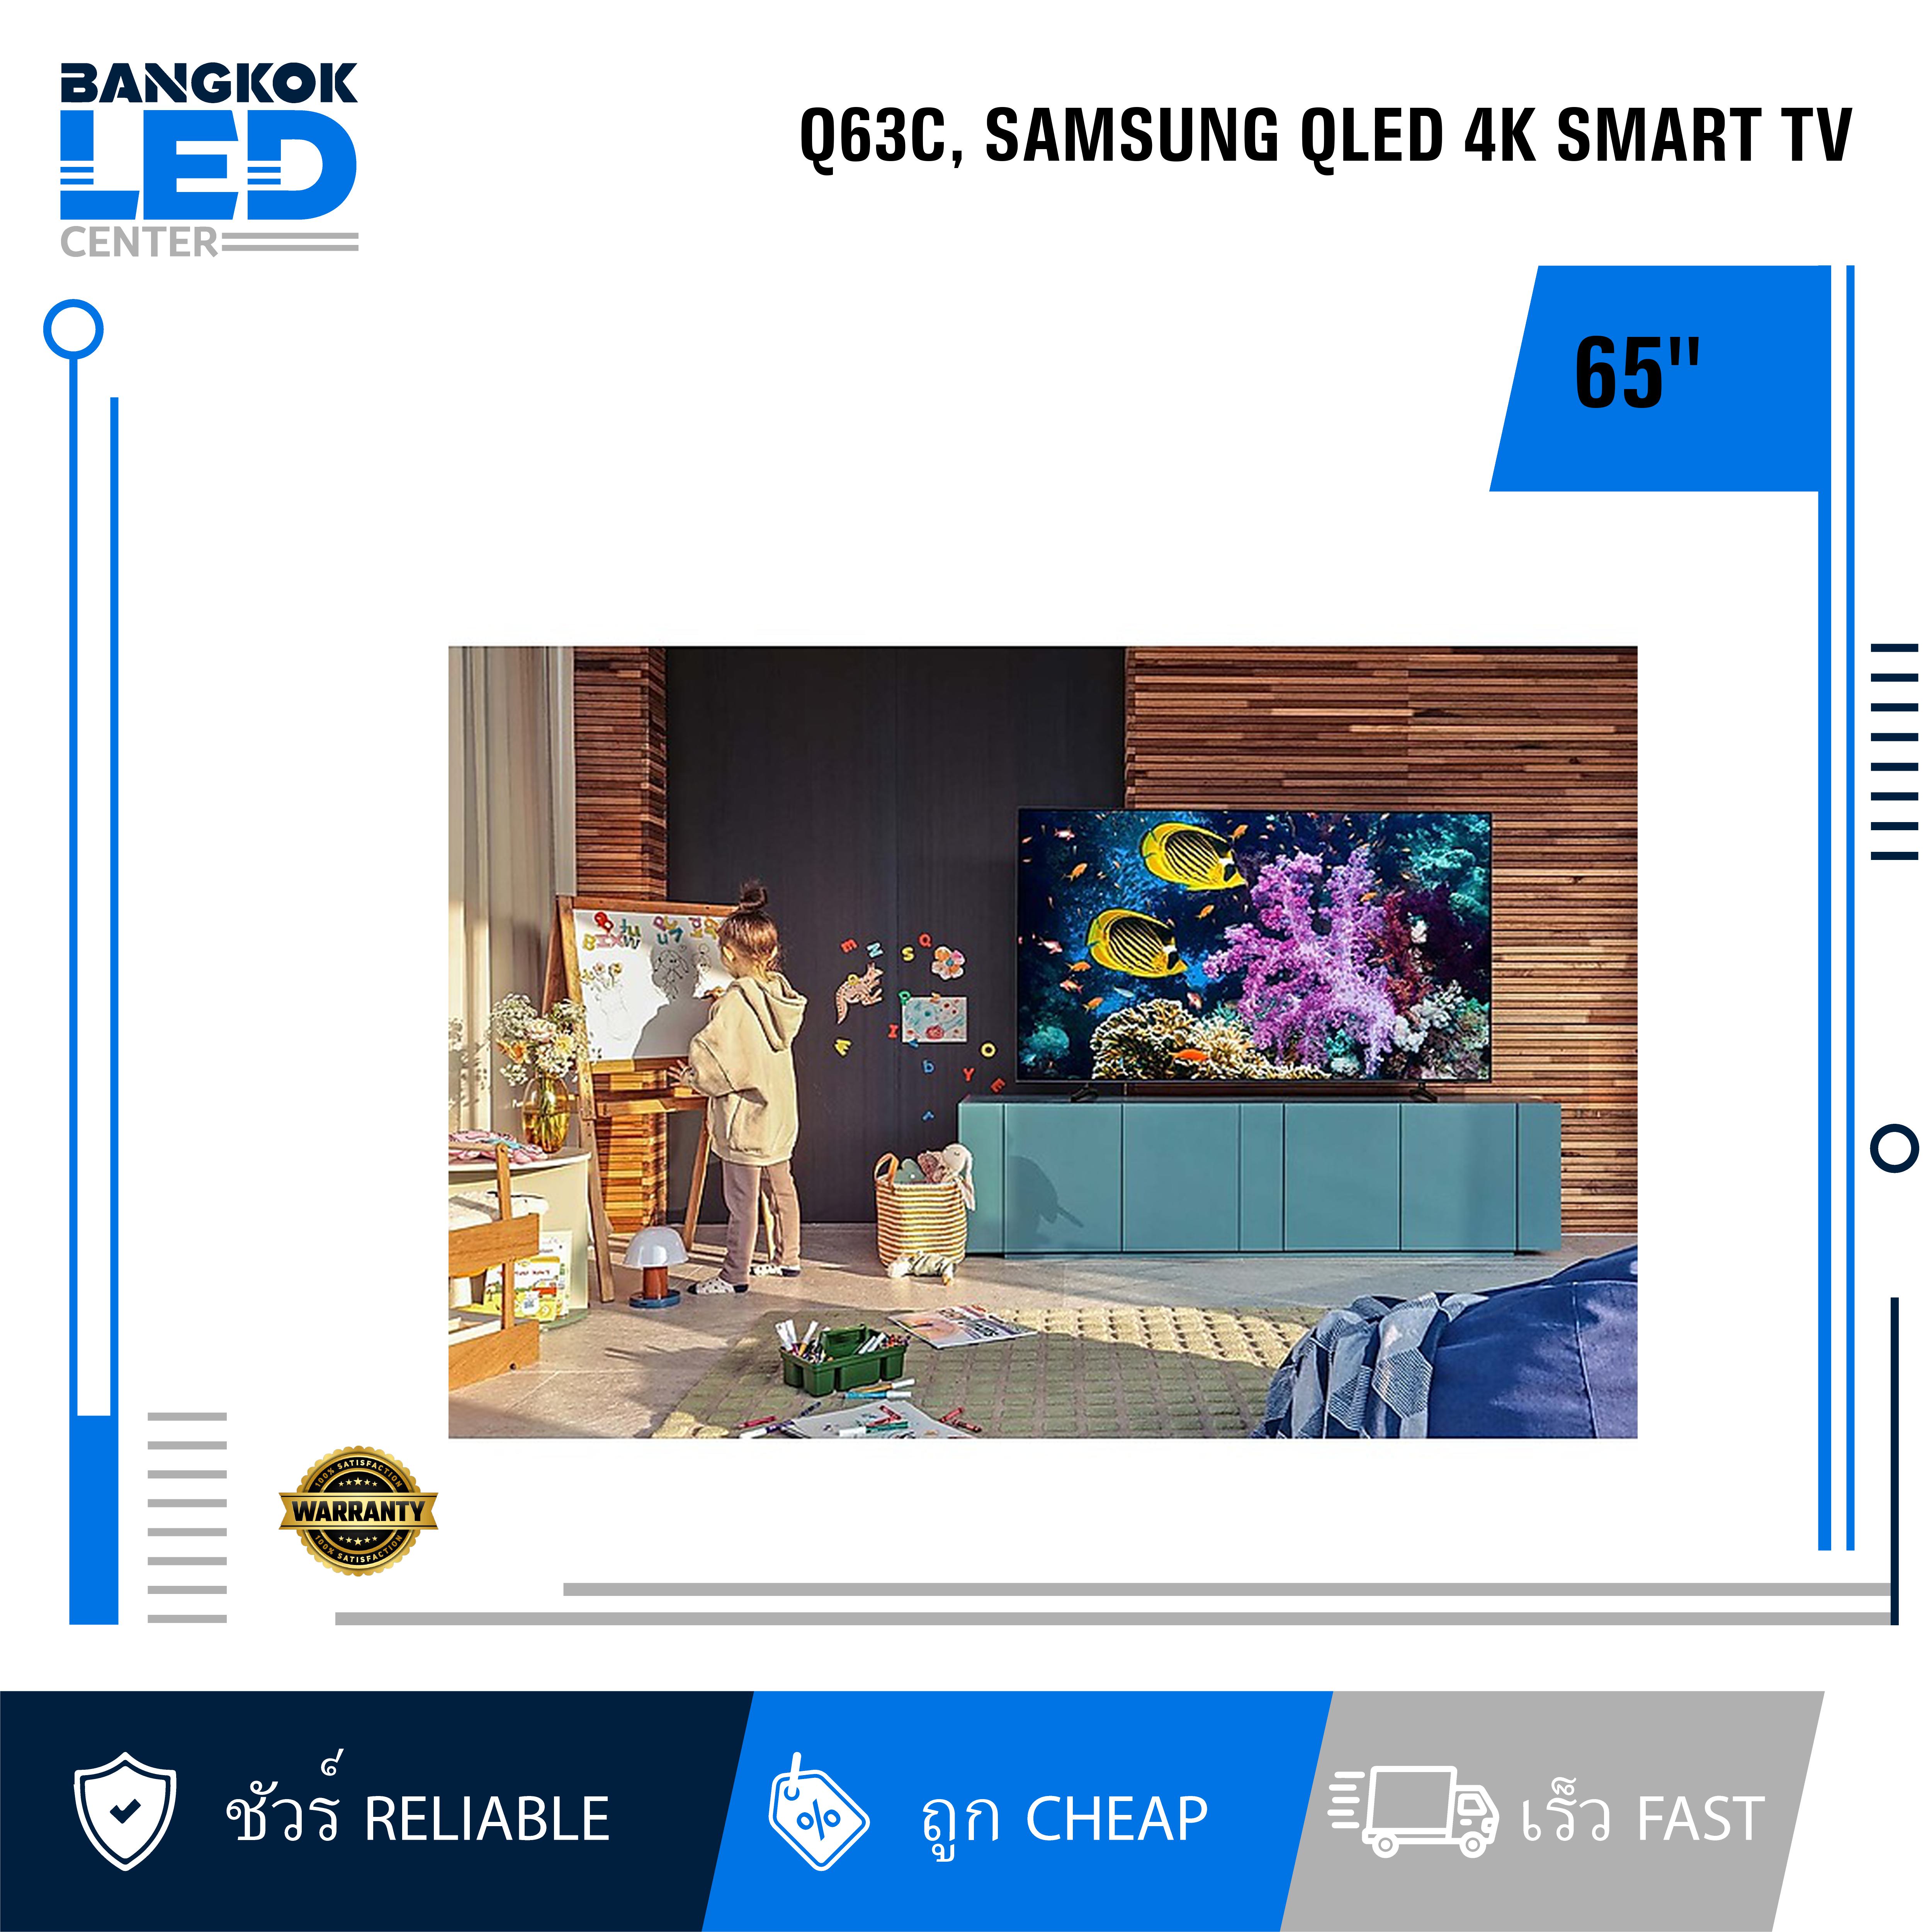 BANGKOK
LED
CENTER
Q63C, SAMSUNG QLED 4K SMART TV
65"
100% SATISFACTION
WARRANTY
100% SATISFACTION
ชัวร์ RELIABLE
% ถูก CHEAP
เร็ว FAST